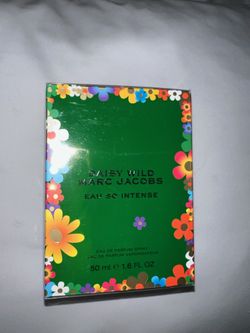 DAISY WILD
MARC JACOBS
EAU SO INTENSE
EAU DE PARFUM SPRAY
EAU DE PARFUM VAPORISATEUR
50 ml ℮ 1.6 FL OZ